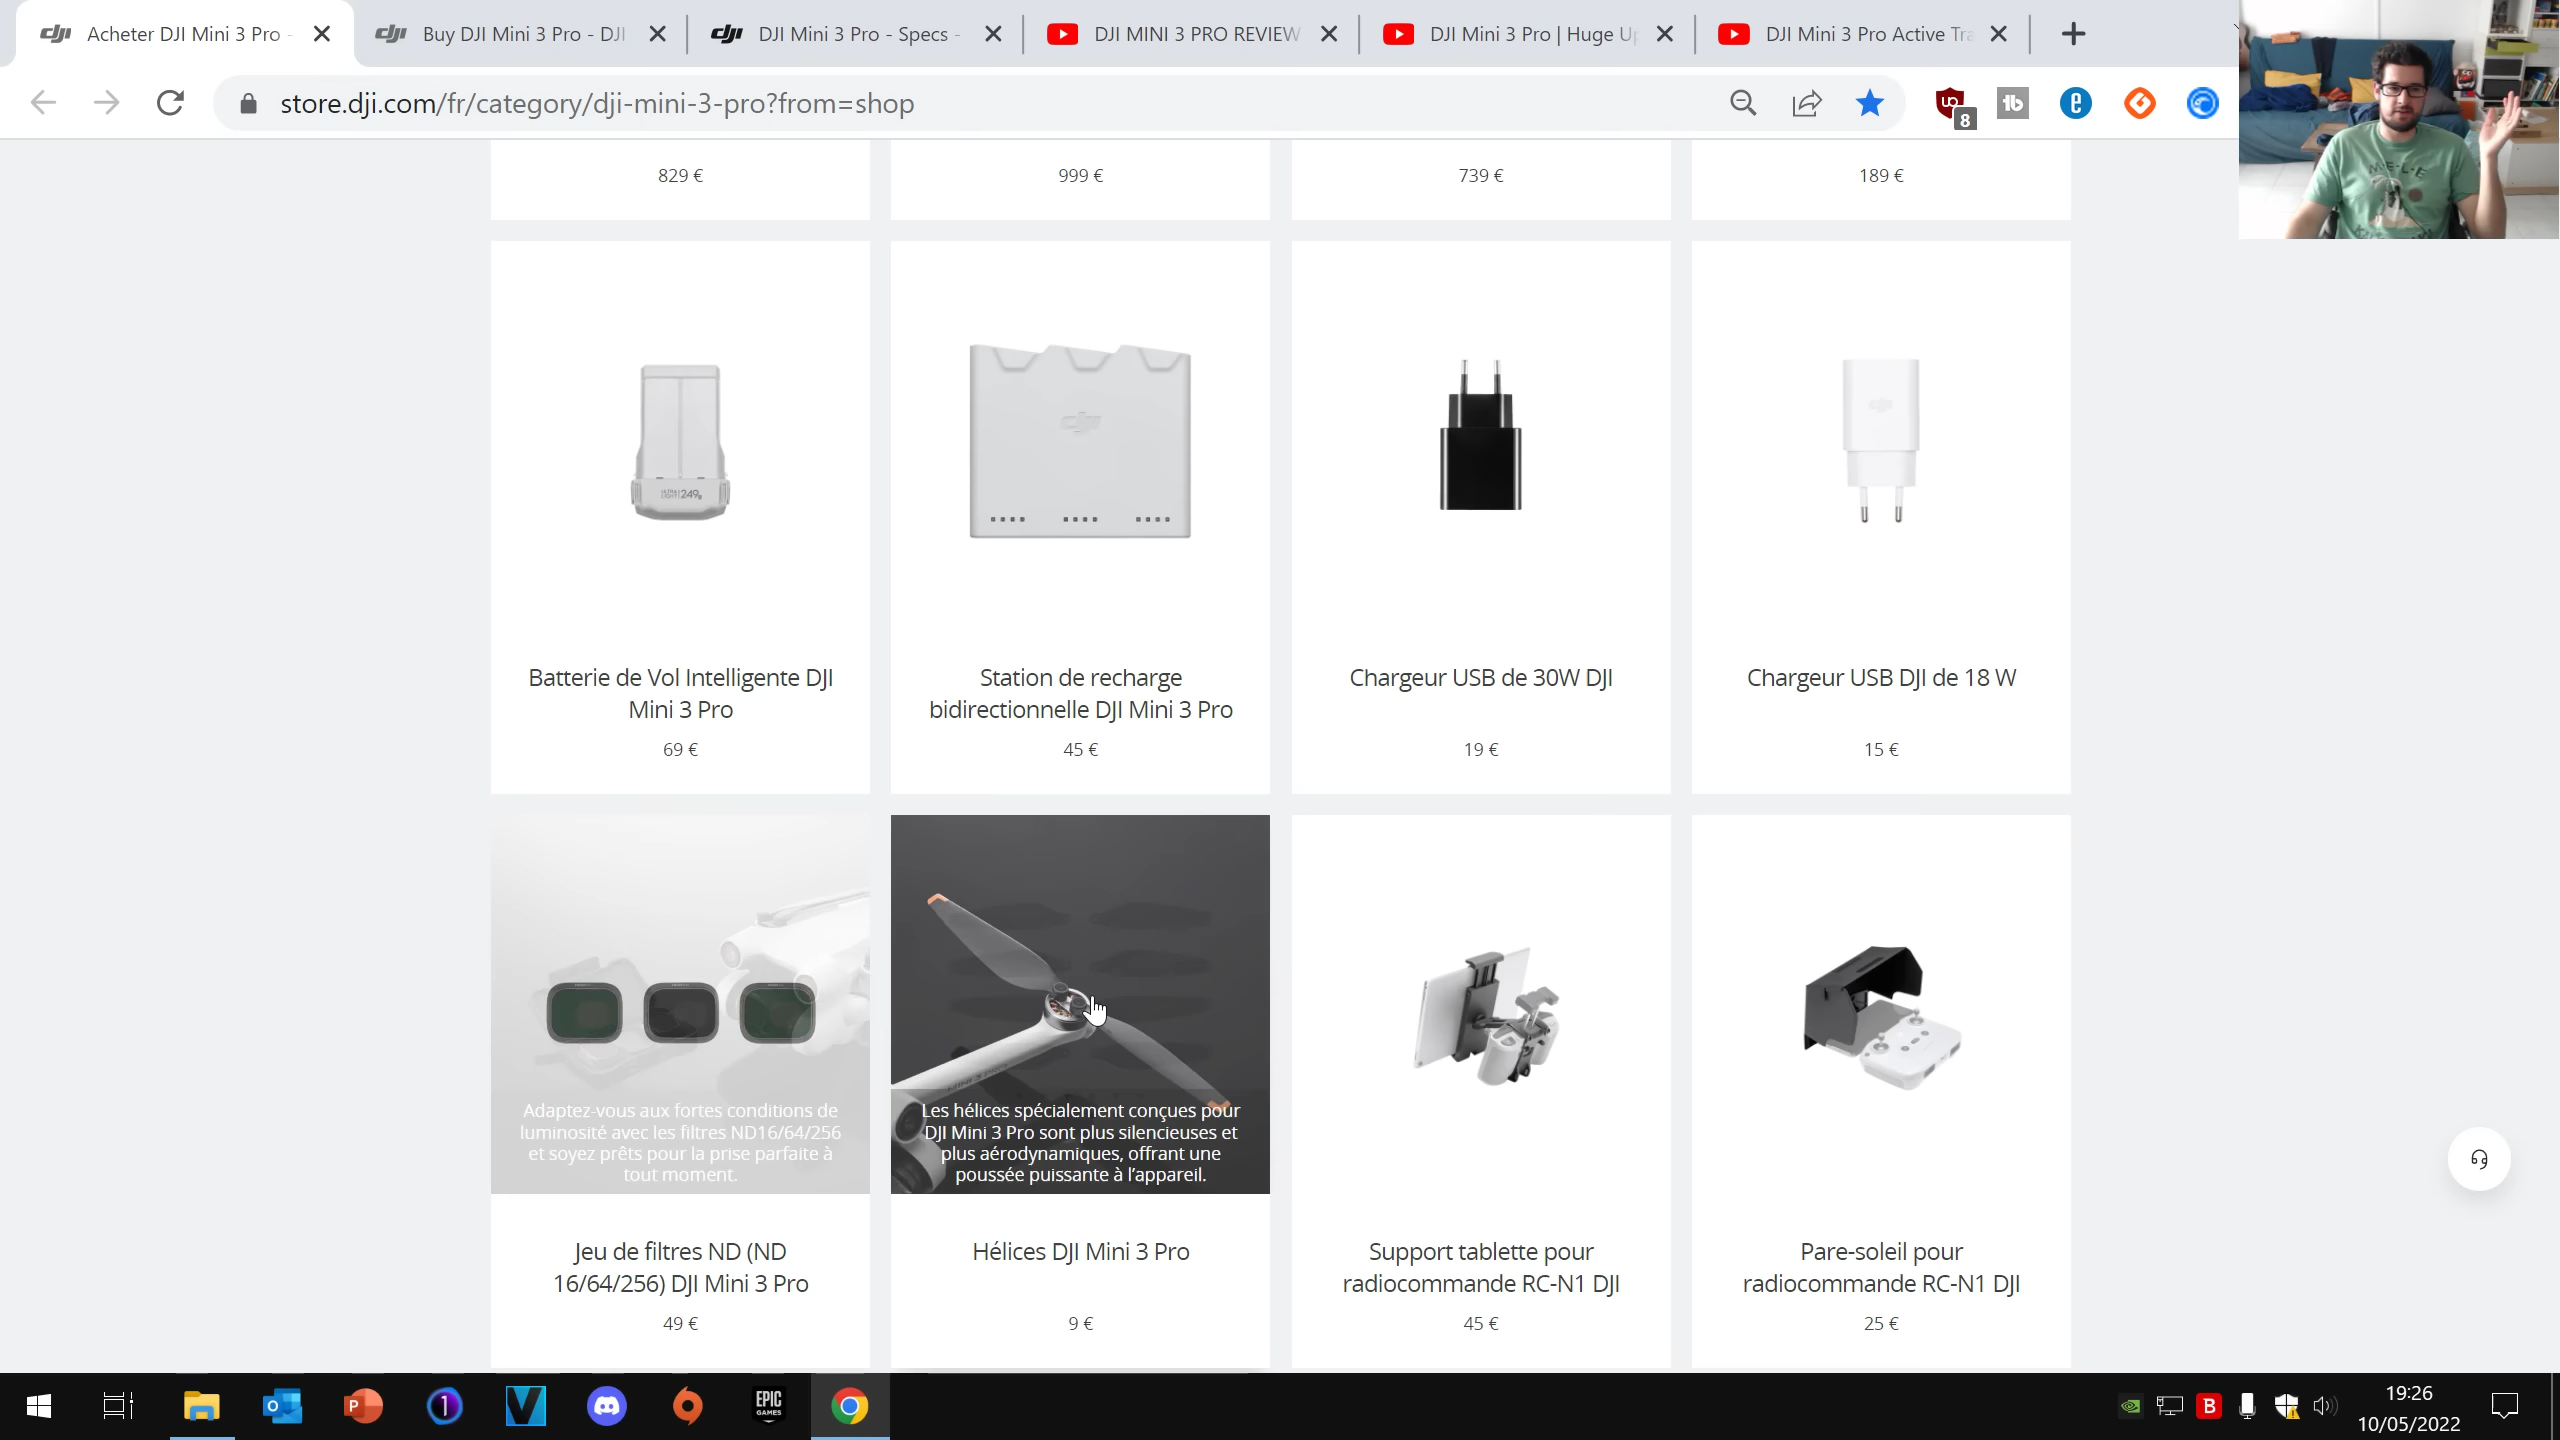 Acheter DJI Mini 3 Pro -
Buy DJI Mini 3 Pro - DJI
DJI Mini 3 Pro - Specs -
DJI MINI 3 PRO REVIEW
DJI Mini 3 Pro | Huge Up
DJI Mini 3 Pro Active Tra
store.dji.com/fr/category/dji-mini-3-pro?from=shop
8
829 €
999 €
739 €
189 €
249g
Batterie de Vol Intelligente DJI
Mini 3 Pro
69 €
Station de recharge
bidirectionnelle DJI Mini 3 Pro
45 €
Chargeur USB de 30W DJI
19 €
Chargeur USB DJI de 18 W
15 €
Adaptez-vous aux fortes conditions de
luminosité avec les filtres ND16/64/256
et soyez prêts pour la prise parfaite à
tout moment.
Jeu de filtres ND (ND
16/64/256) DJI Mini 3 Pro
49 €
MINI 3 PRO
Les hélices spécialement conçues pour
DJI Mini 3 Pro sont plus silencieuses et
plus aérodynamiques, offrant une
poussée puissante à l’appareil.
Hélices DJI Mini 3 Pro
9 €
Support tablette pour
radiocommande RC-N1 DJI
45 €
Pare-soleil pour
radiocommande RC-N1 DJI
25 €
EPIC
GAMES
19:26
10/05/2022